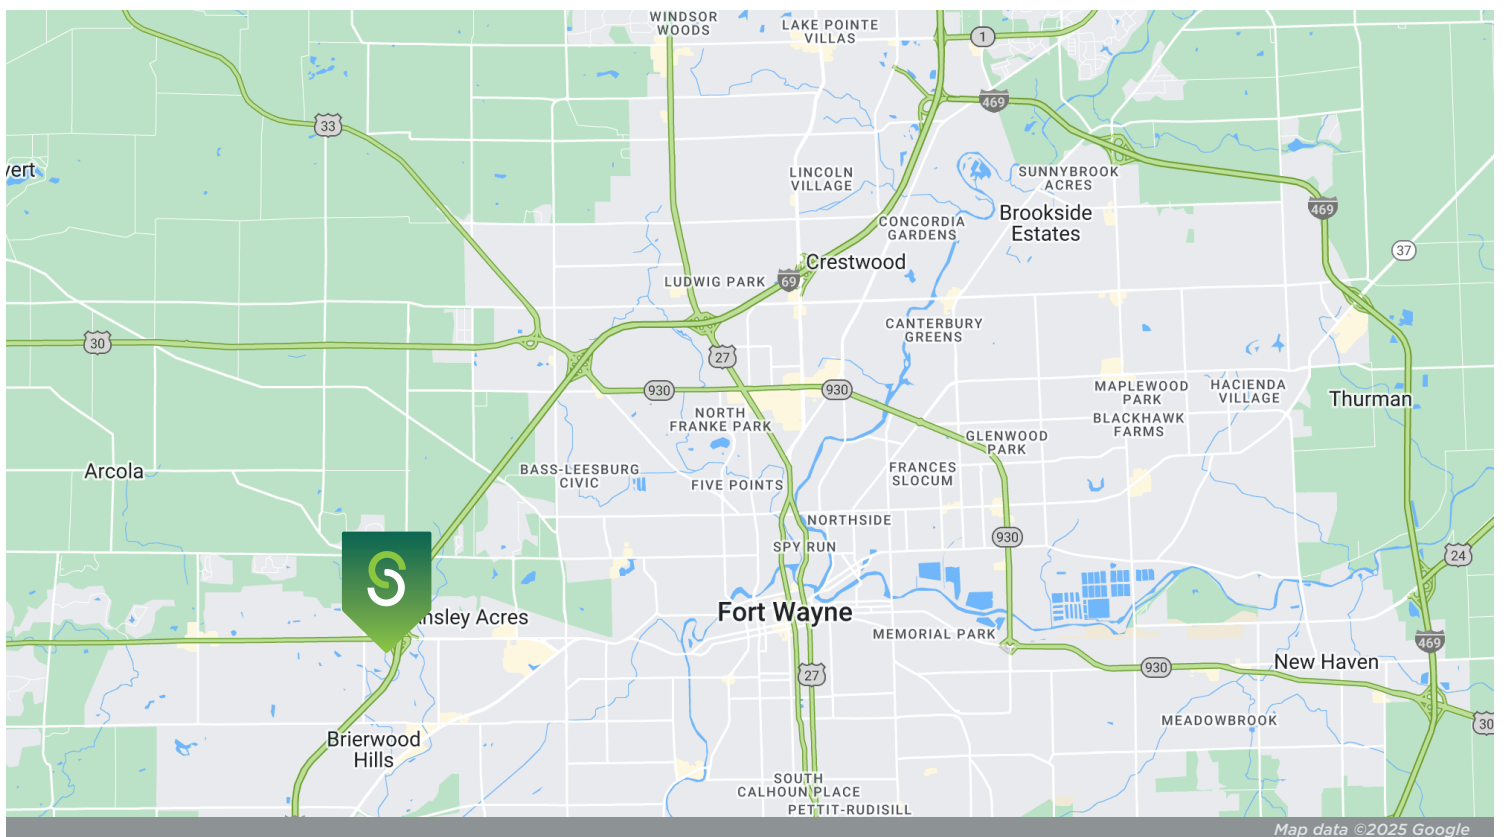 WINDSOR
WOODS
LAKE POINTE
VILLAS
1
469
33
vert
LINCOLN
VILLAGE
SUNNYBROOK
ACRES
469
Brookside
Estates
CONCORDIA
GARDENS
37
Crestwood
LUDWIG PARK
69
CANTERBURY
GREENS
30
27
930
930
MAPLEWOOD
PARK
HACIENDA
VILLAGE
Thurman
NORTH
FRANKE PARK
BLACKHAWK
FARMS
GLENWOOD
PARK
Arcola
BASS-LEESBURG
CIVIC
FRANCES
SLOCUM
FIVE POINTS
NORTHSIDE
930
SPY RUN
24
S
nsley Acres
Fort Wayne
MEMORIAL PARK
469
New Haven
930
27
MEADOWBROOK
30
Brierwood
Hills
SOUTH
CALHOUN PLACE
PETTIT-RUDISILL
Map data ©2025 Google